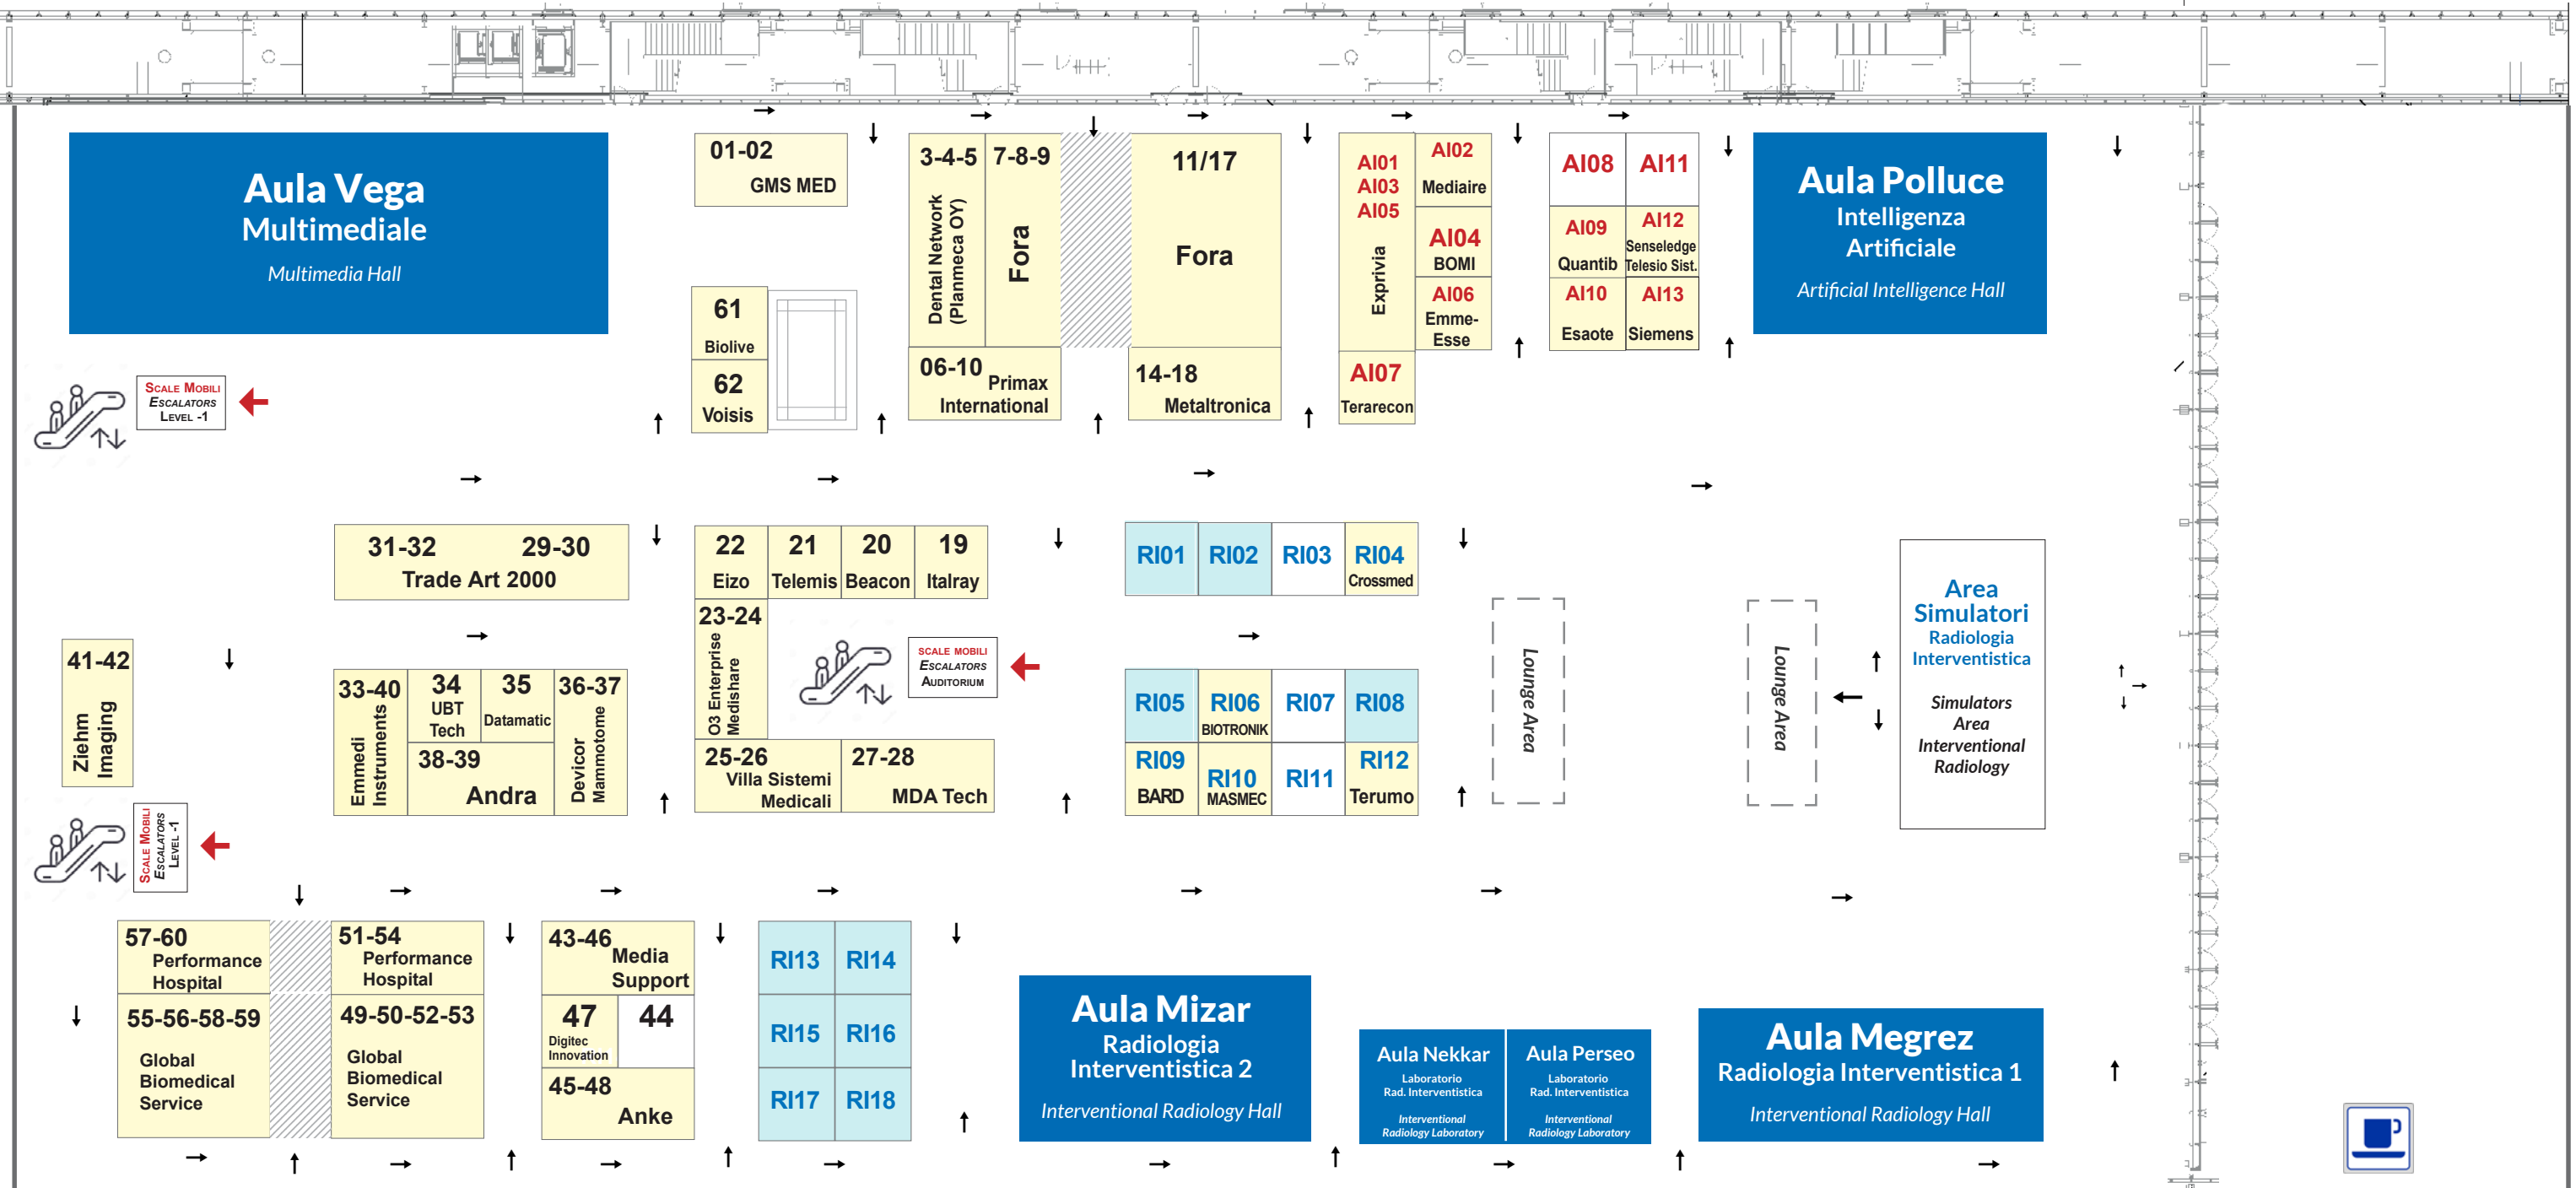 Aula Vega
Multimediale
Multimedia Hall
01-02
GMS MED
3-4-5
Dental Network
(Planmeca OY)
7-8-9
Fora
11/17
Fora
AI01
AI03
AI05
Exprivia
AI02
Mediaire
AI04
BOMI
AI06
Emme-
Esse
AI07
Terarecon
AI08
AI11
AI09
Quantib
AI12
Senseledge
Telesio Sist.
AI10
Esaote
AI13
Siemens
Aula Polluce
Intelligenza
Artificiale
Artificial Intelligence Hall
61
Biolive
62
Voisis
06-10
Primax
International
14-18
Metaltronica
SCALE MOBILI
ESCALATORS
LEVEL -1
31-32
29-30
Trade Art 2000
22
Eizo
21
Telemis
20
Beacon
19
Italray
23-24
O3 Enterprise
Medishare
SCALE MOBILI
ESCALATORS
AUDITORIUM
25-26
Villa Sistemi
Medicali
27-28
MDA Tech
RI01
RI02
RI03
RI04
Crossmed
RI05
RI06
BIOTRONIK
RI07
RI08
RI09
BARD
RI10
MASMEC
RI11
RI12
Terumo
Lounge Area
Lounge Area
Area
Simulatori
Radiologia
Interventistica
Simulators
Area
Interventional
Radiology
41-42
Ziehm
Imaging
33-40
Emmedi
Instruments
34
UBT
Tech
35
Datamatic
36-37
Devicor
Mammotome
38-39
Andra
SCALE MOBILI
ESCALATORS
LEVEL -1
57-60
Performance
Hospital
51-54
Performance
Hospital
55-56-58-59
Global
Biomedical
Service
49-50-52-53
Global
Biomedical
Service
43-46
Media
Support
47
Digitec
Innovation
44
45-48
Anke
RI13
RI14
RI15
RI16
RI17
RI18
Aula Mizar
Radiologia
Interventistica 2
Interventional Radiology Hall
Aula Nekkar
Laboratorio
Rad. Interventistica
Interventional
Radiology Laboratory
Aula Perseo
Laboratorio
Rad. Interventistica
Interventional
Radiology Laboratory
Aula Megrez
Radiologia Interventistica 1
Interventional Radiology Hall